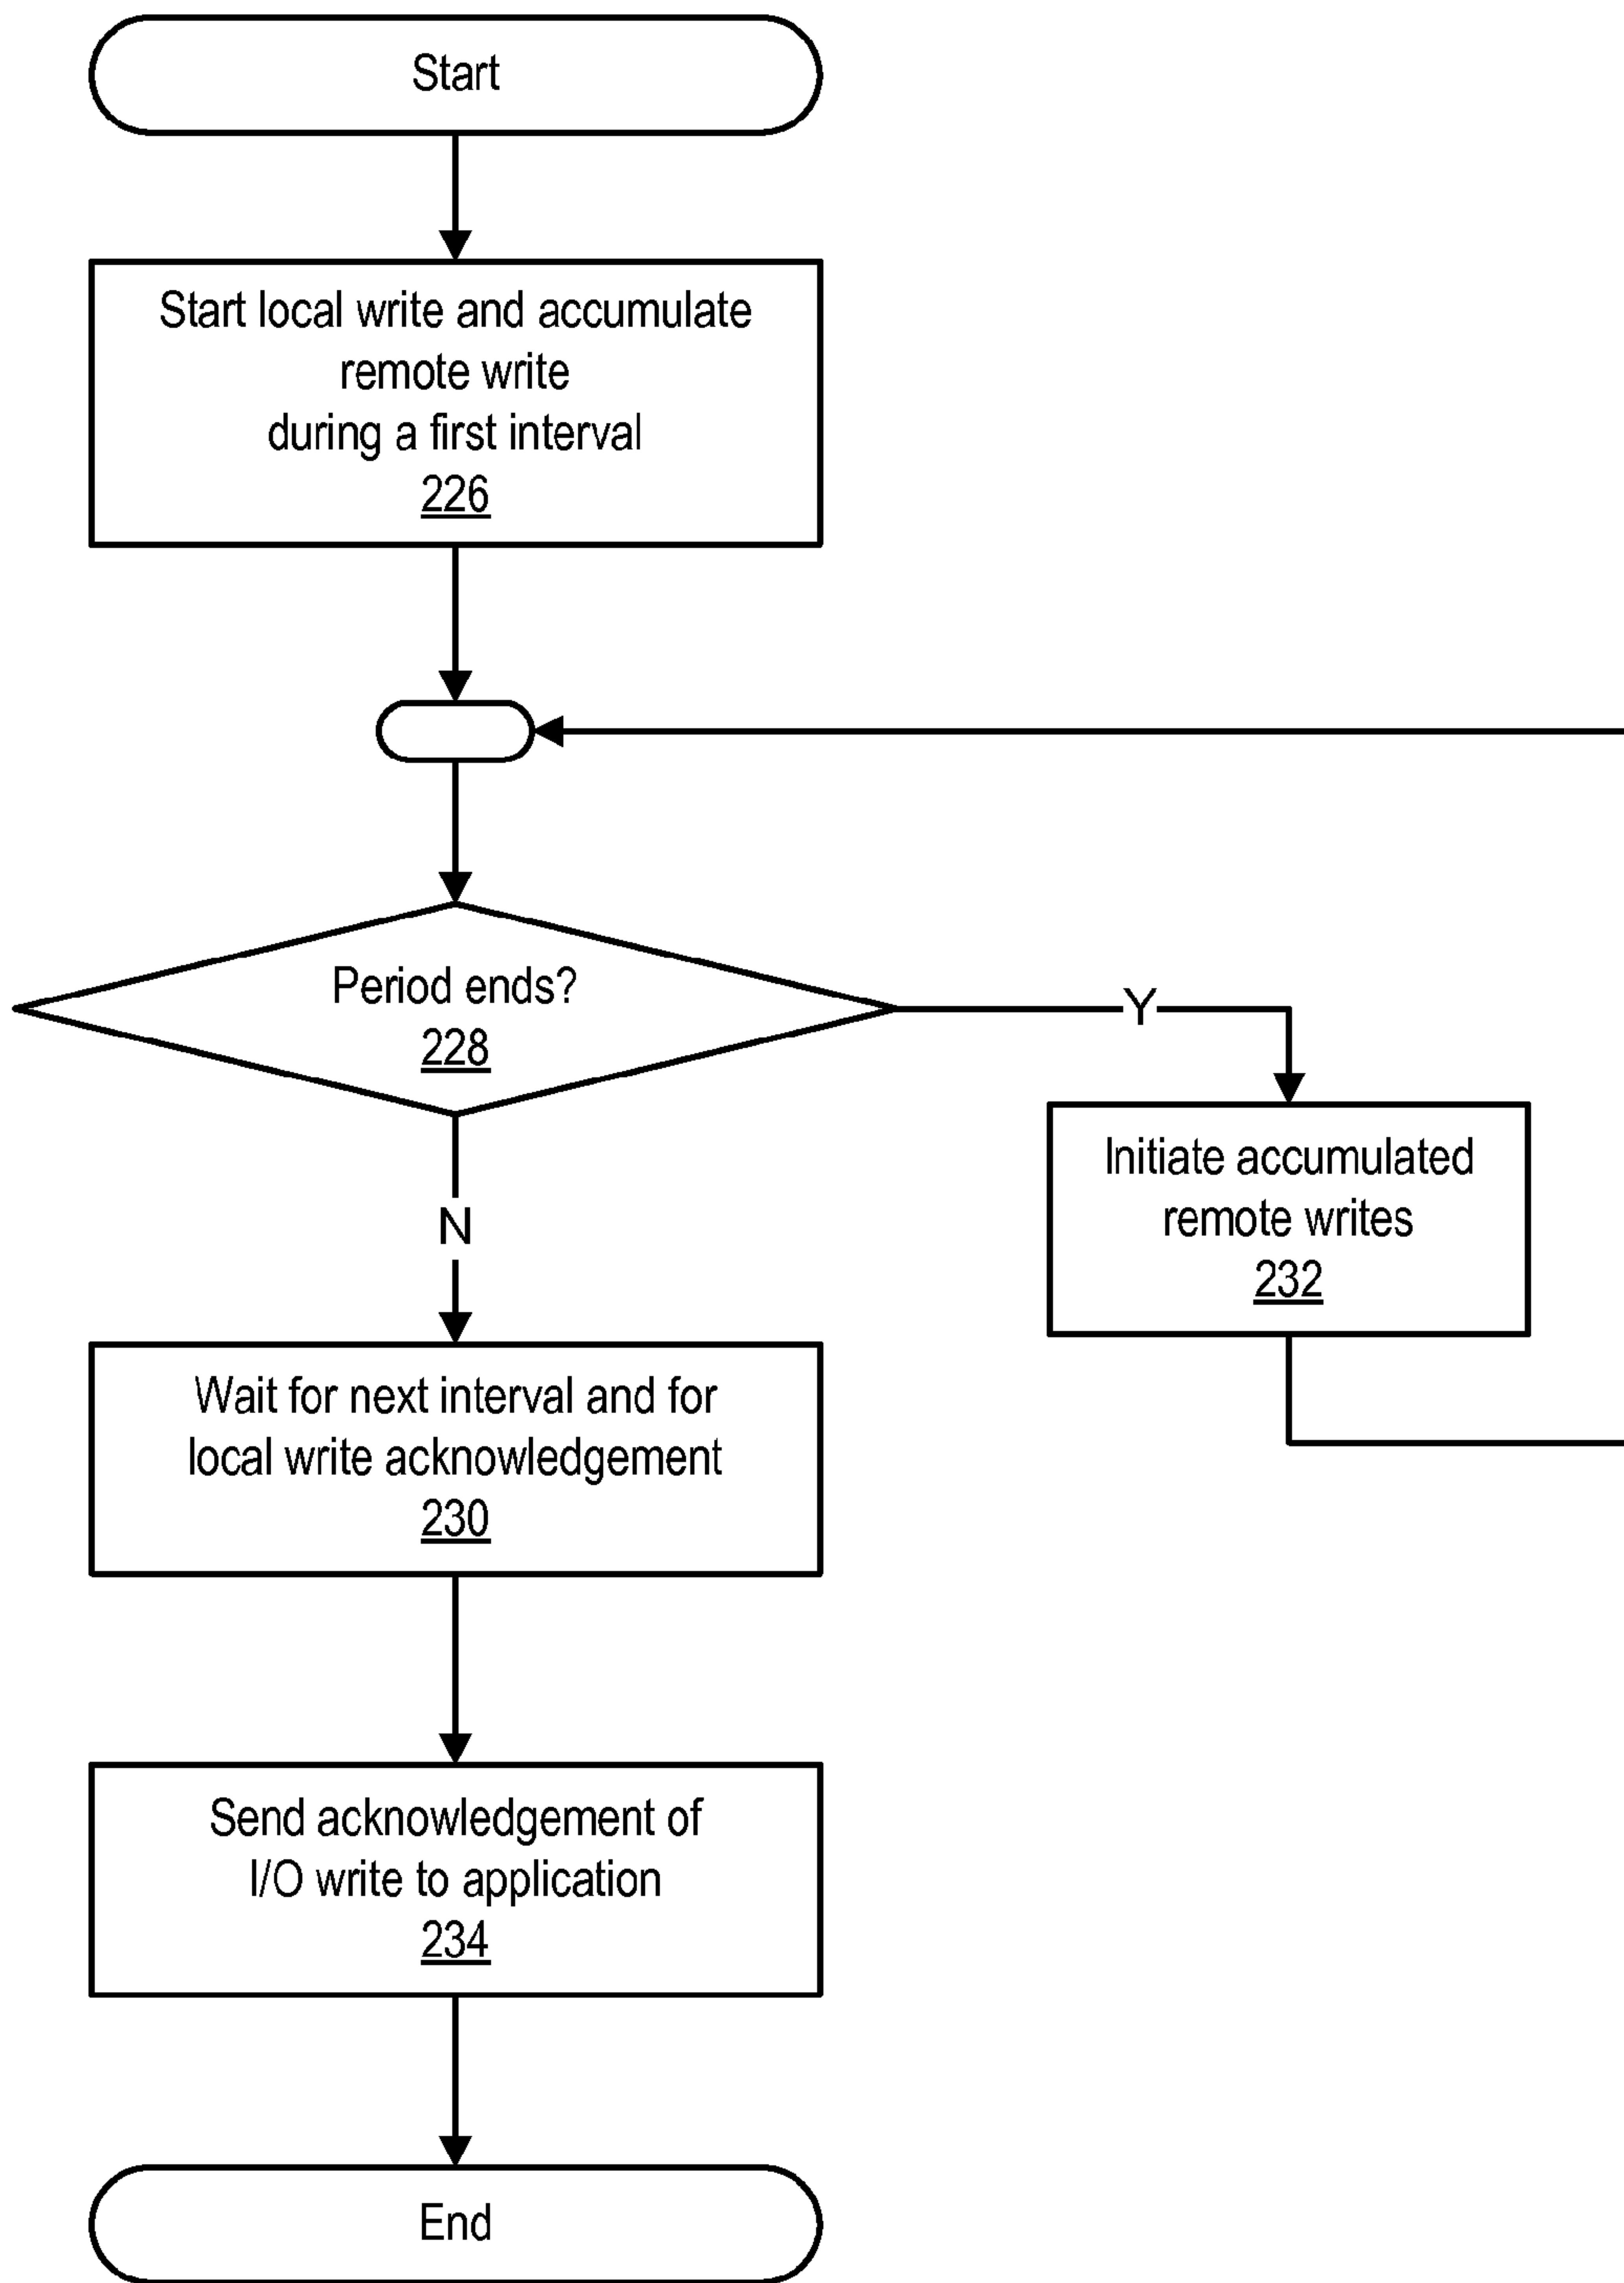 Start
Start local write and accumulate
remote write
during a first interval
226
Period ends?
228
Y
N
Initiate accumulated
remote writes
232
Wait for next interval and for
local write acknowledgement
230
Send acknowledgement of
I/O write to application
234
End